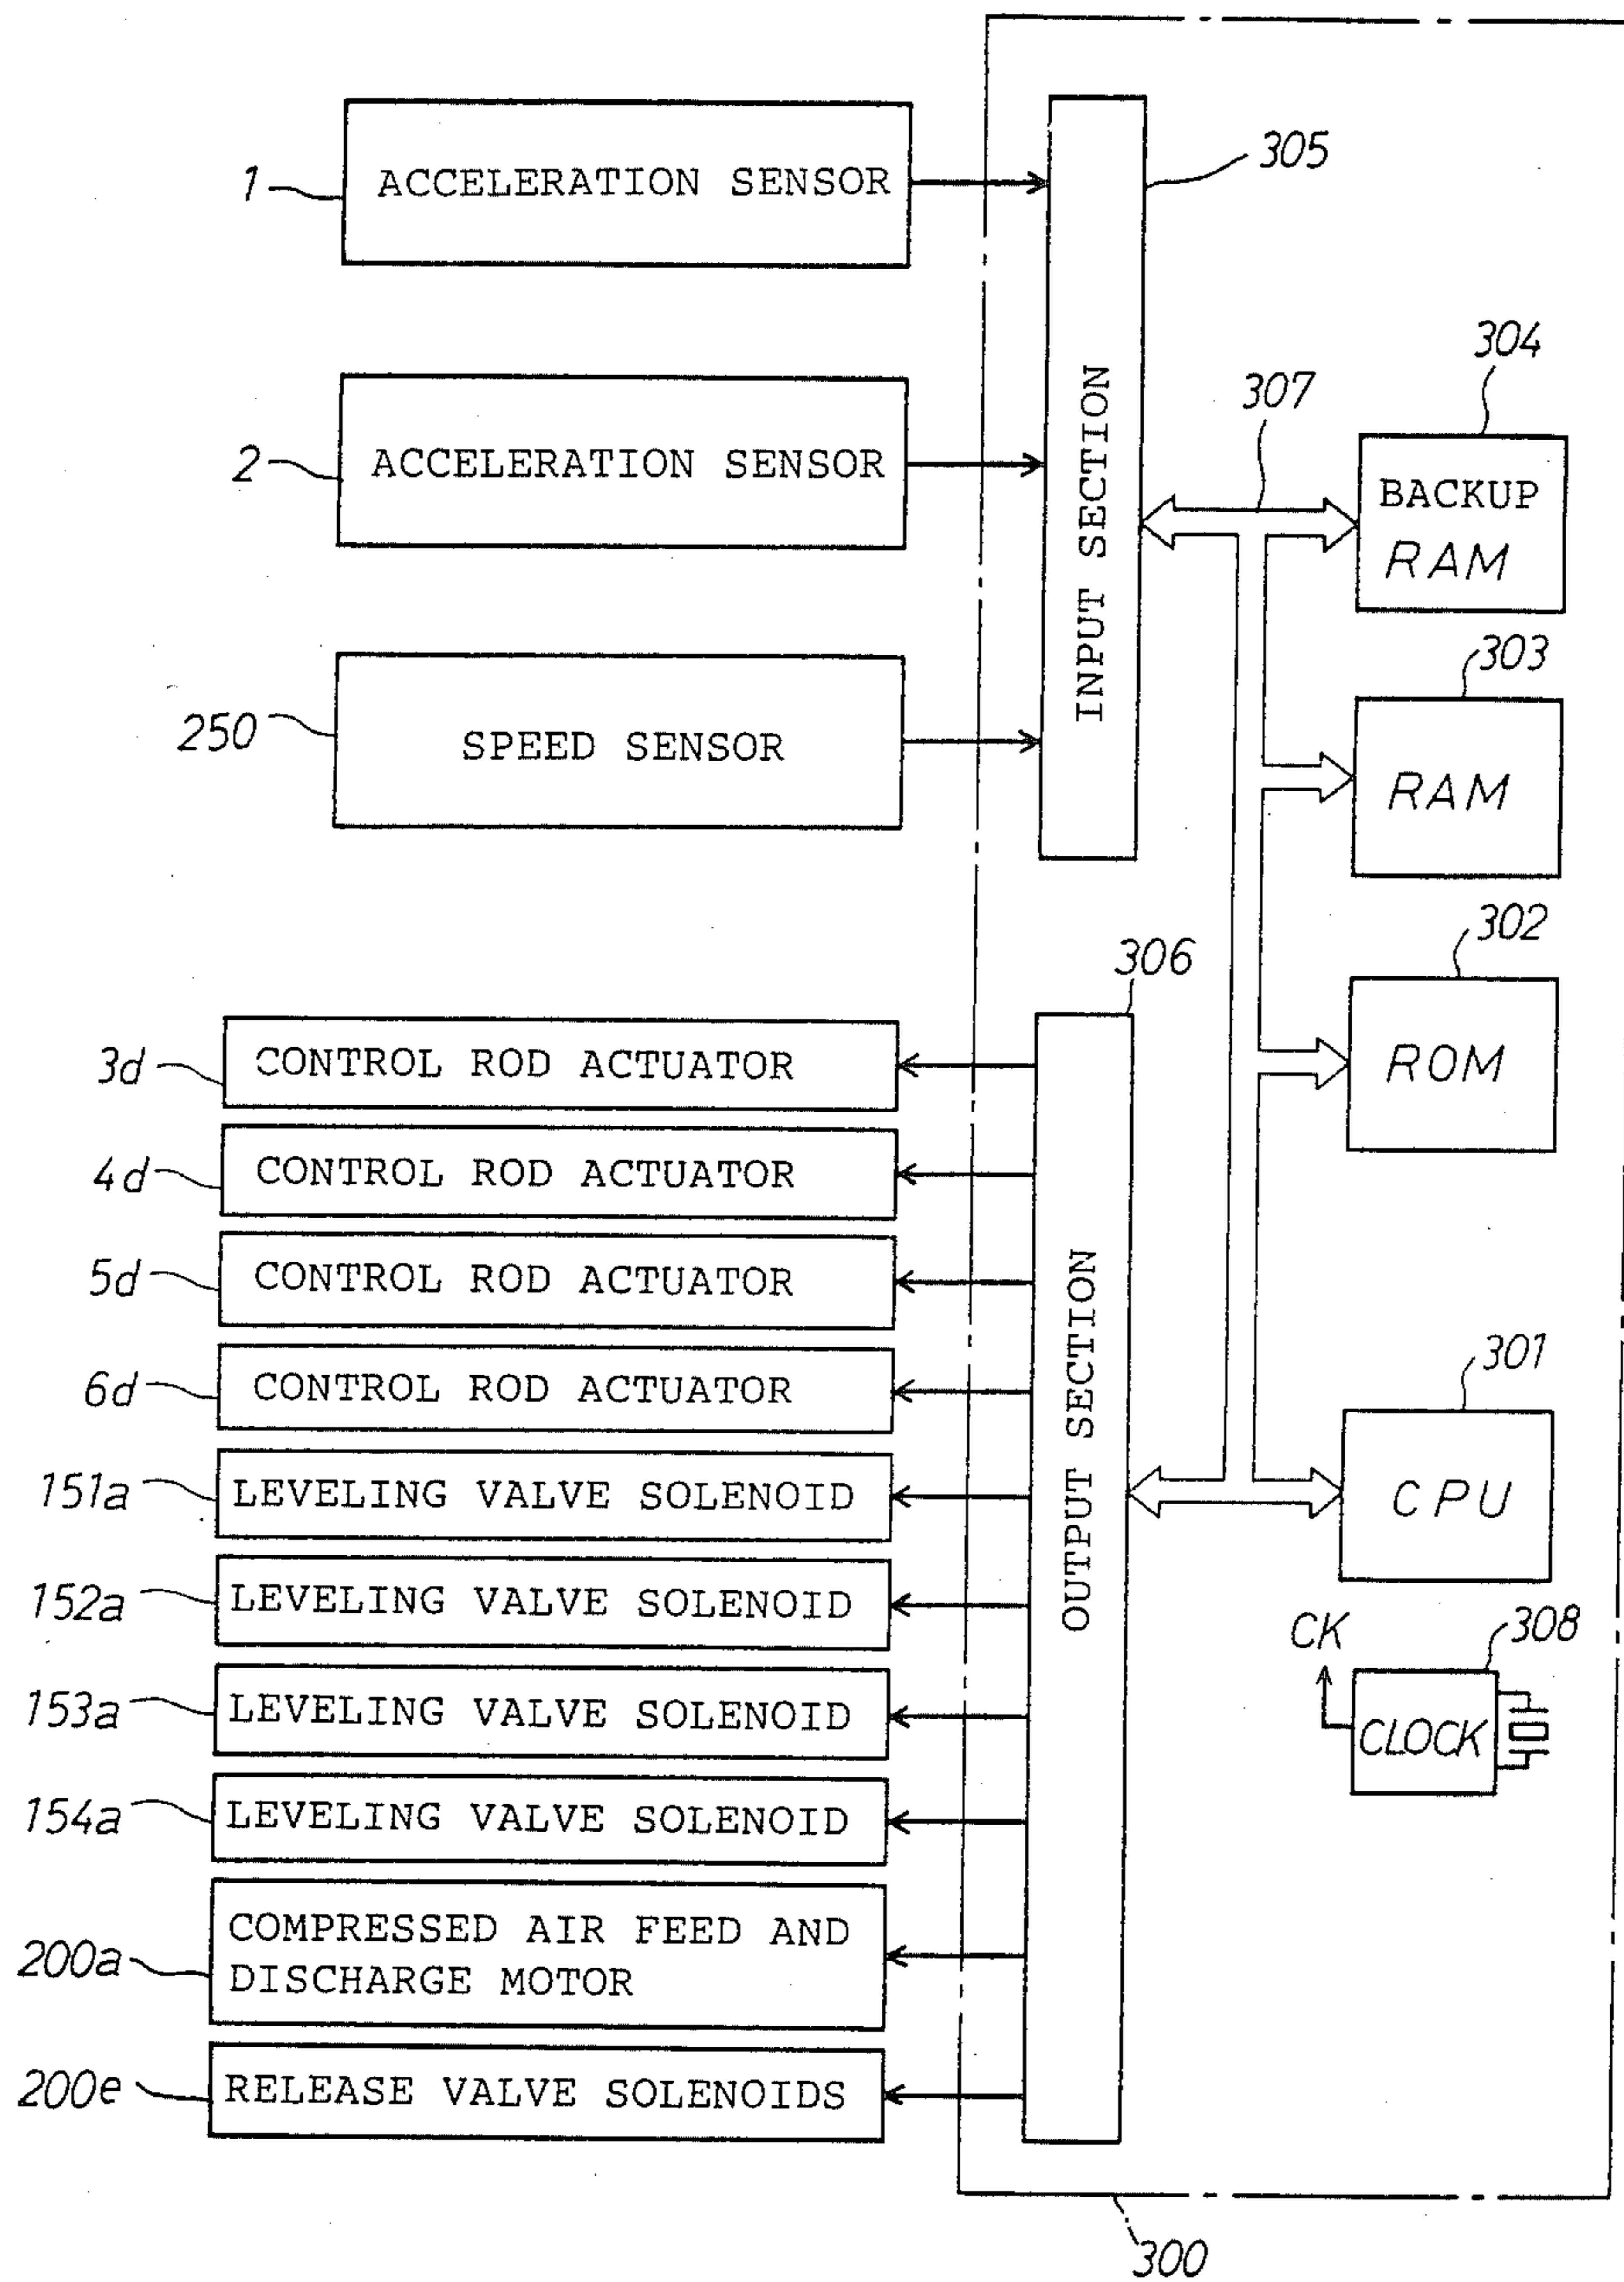 1
ACCELERATION SENSOR
305
2
ACCELERATION SENSOR
250
SPEED SENSOR
INPUT SECTION
307
304
BACKUP
RAM
303
RAM
302
ROM
306
3d
CONTROL ROD ACTUATOR
4d
CONTROL ROD ACTUATOR
5d
CONTROL ROD ACTUATOR
6d
CONTROL ROD ACTUATOR
151a
LEVELING VALVE SOLENOID
152a
LEVELING VALVE SOLENOID
153a
LEVELING VALVE SOLENOID
154a
LEVELING VALVE SOLENOID
200a
COMPRESSED AIR FEED AND
DISCHARGE MOTOR
200e
RELEASE VALVE SOLENOIDS
OUTPUT SECTION
301
CPU
CK
308
CLOCK
300